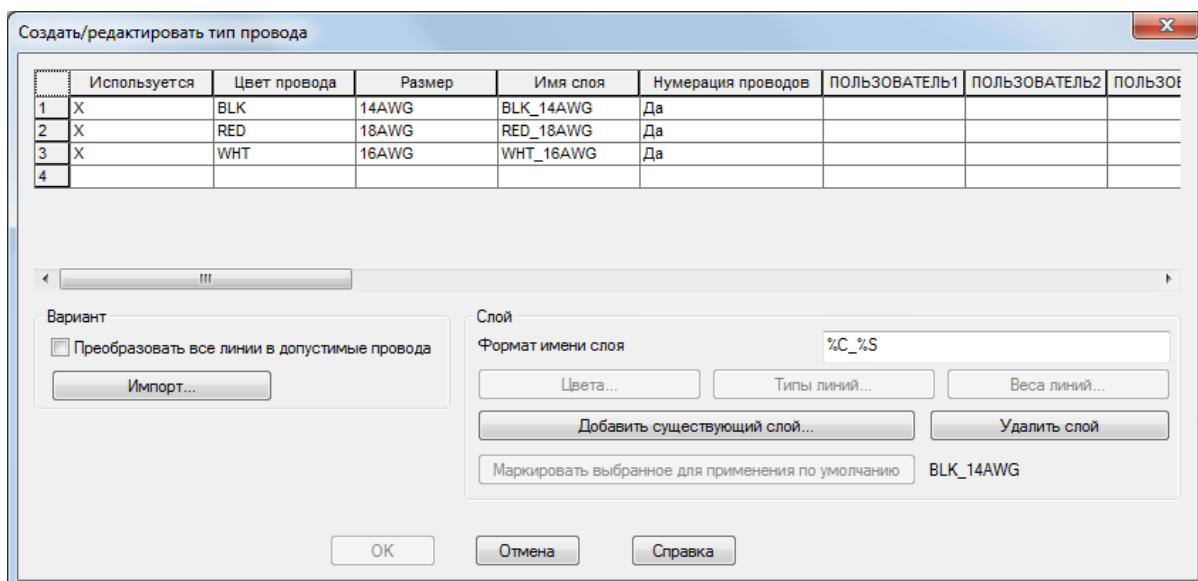 Создать/редактировать тип провода
Используется Цвет провода Размер Имя слоя Нумерация проводов ПОЛЬЗОВАТЕЛЬ1 ПОЛЬЗОВАТЕЛЬ2 ПОЛЬЗОВ
1 X BLK 14AWG BLK_14AWG Да
2 X RED 18AWG RED_18AWG Да
3 X WHT 16AWG WHT_16AWG Да
4
Вариант
Преобразовать все линии в допустимые провода
Импорт...
Слой
Формат имени слоя %C_%S
Цвета... Типы линий... Веса линий...
Добавить существующий слой... Удалить слой
Маркировать выбранное для применения по умолчанию BLK_14AWG
OK Отмена Справка